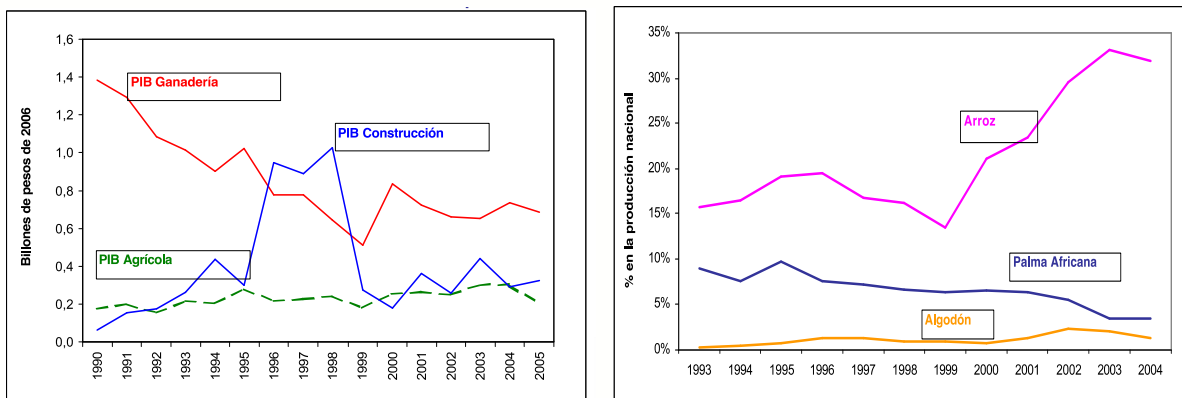 Billones de pesos de 2006
1,6
1,4
1,2
1,0
0,8
0,6
0,4
0,2
0,0
PIB Ganadería
PIB Construcción
PIB Agrícola
1990 1991 1992 1993 1994 1995 1996 1997 1998 1999 2000 2001 2002 2003 2004 2005
% en la producción nacional
35%
30%
25%
20%
15%
10%
5%
0%
Arroz
Palma Africana
Algodón
1993 1994 1995 1996 1997 1998 1999 2000 2001 2002 2003 2004